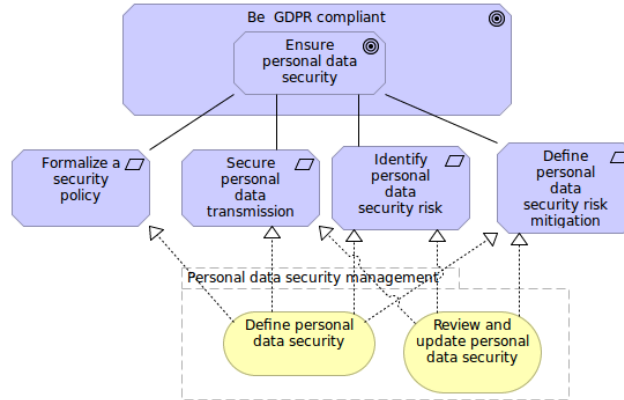 Be  GDPR compliant
Ensure
personal data
security
Formalize a
security
policy
Secure
personal
data
transmission
Identify
personal
data
security risk
Define
personal
data
security risk
mitigation
Personal data security management
Define personal
data security
Review and
update personal
data security